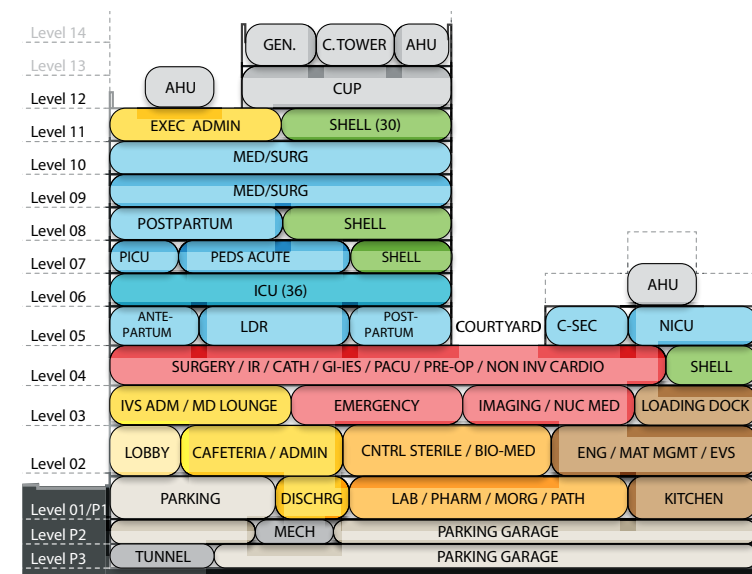 Level 14
GEN.
C.TOWER
AHU
Level 13
AHU
CUP
Level 12
EXEC ADMIN
SHELL (30)
Level 11
MED/SURG
Level 10
MED/SURG
Level 09
POSTPARTUM
SHELL
Level 08
PICU
PEDS ACUTE
SHELL
Level 07
ICU (36)
AHU
Level 06
ANTE-
PARTUM
LDR
POST-
PARTUM
COURTYARD
C-SEC
NICU
Level 05
SURGERY / IR / CATH / GI-IES / PACU / PRE-OP / NON INV CARDIO
SHELL
Level 04
IVS ADM / MD LOUNGE
EMERGENCY
IMAGING / NUC MED
LOADING DOCK
Level 03
LOBBY
CAFETERIA / ADMIN
CNTRL STERILE / BIO-MED
ENG / MAT MGMT / EVS
Level 02
PARKING
DISCHRG
LAB / PHARM / MORG / PATH
KITCHEN
Level 01/P1
MECH
PARKING GARAGE
Level P2
TUNNEL
PARKING GARAGE
Level P3